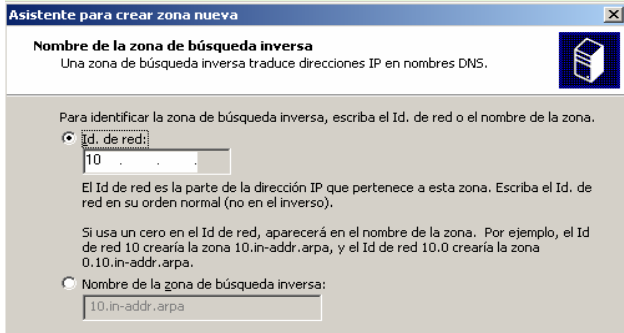 Asistente para crear zona nueva
Nombre de la zona de búsqueda inversa
Una zona de búsqueda inversa traduce direcciones IP en nombres DNS.
Para identificar la zona de búsqueda inversa, escriba el Id. de red o el nombre de la zona.
Id. de red:
10 . . .
El Id de red es la parte de la dirección IP que pertenece a esta zona. Escriba el Id. de
red en su orden normal (no en el inverso).
Si usa un cero en el Id de red, aparecerá en el nombre de la zona. Por ejemplo, el Id
de red 10 crearía la zona 10.in-addr.arpa, y el Id de red 10.0 crearía la zona
0.10.in-addr.arpa.
Nombre de la zona de búsqueda inversa:
10.in-addr.arpa